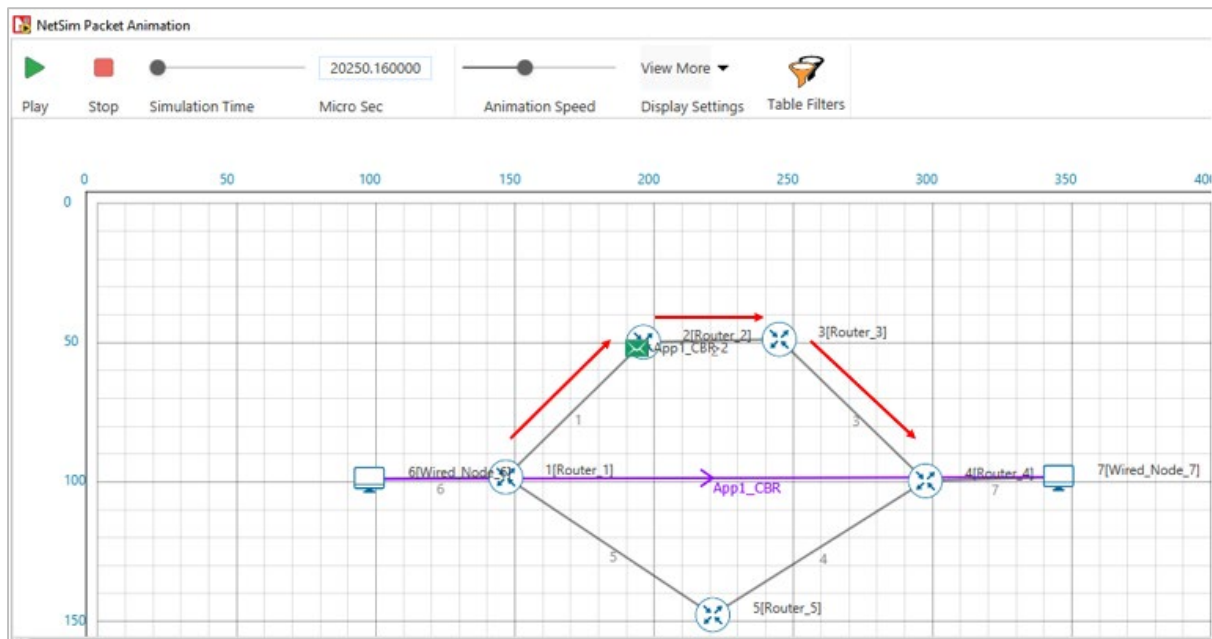 NetSim Packet Animation
20250.160000
View More
Play
Stop
Simulation Time
Micro Sec
Animation Speed
Display Settings
Table Filters
0 50 100 150 200 250 300 350 400
0
50
2[Router_2]
3[Router_3]
App1_CBR-2
2
1
3
100
6[Wired_Node_6]
1[Router_1]
4[Router_4]
7[Wired_Node_7]
6
App1_CBR
7
5
4
150
5[Router_5]